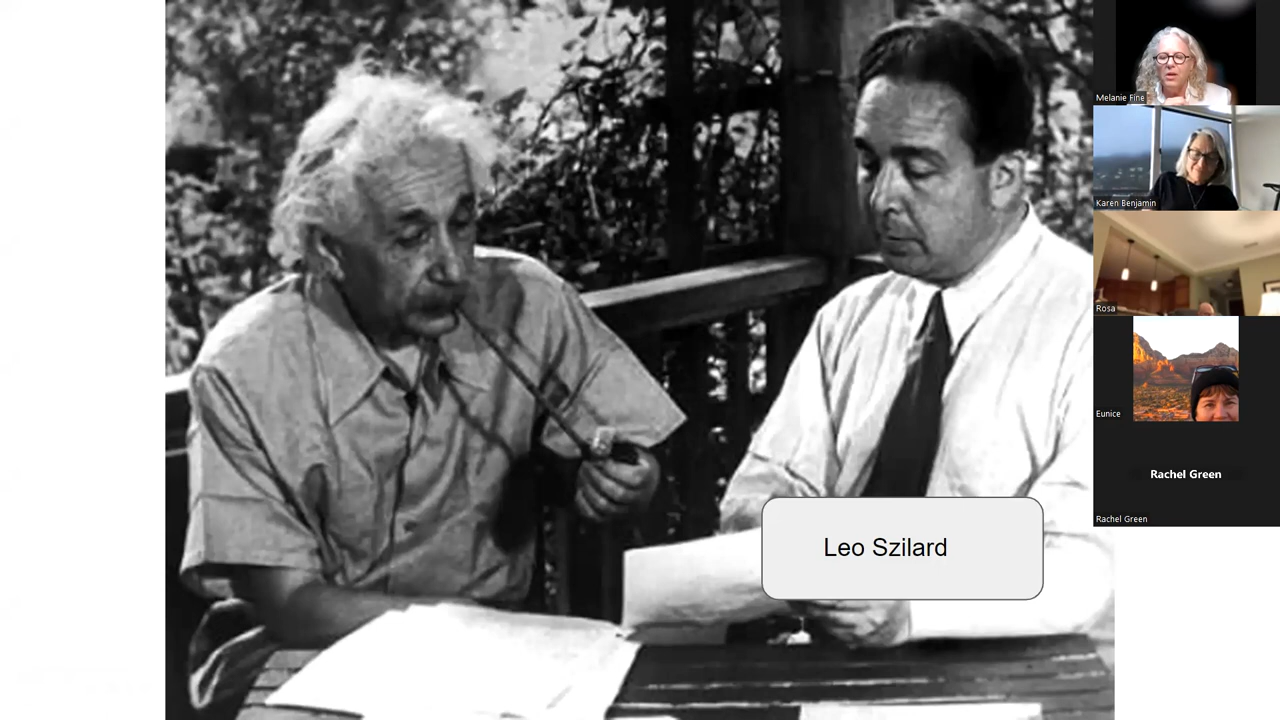 Leo Szilard
Melanie Fine
Karen Benjamin
Rosa
Eunice
Rachel Green
Rachel Green